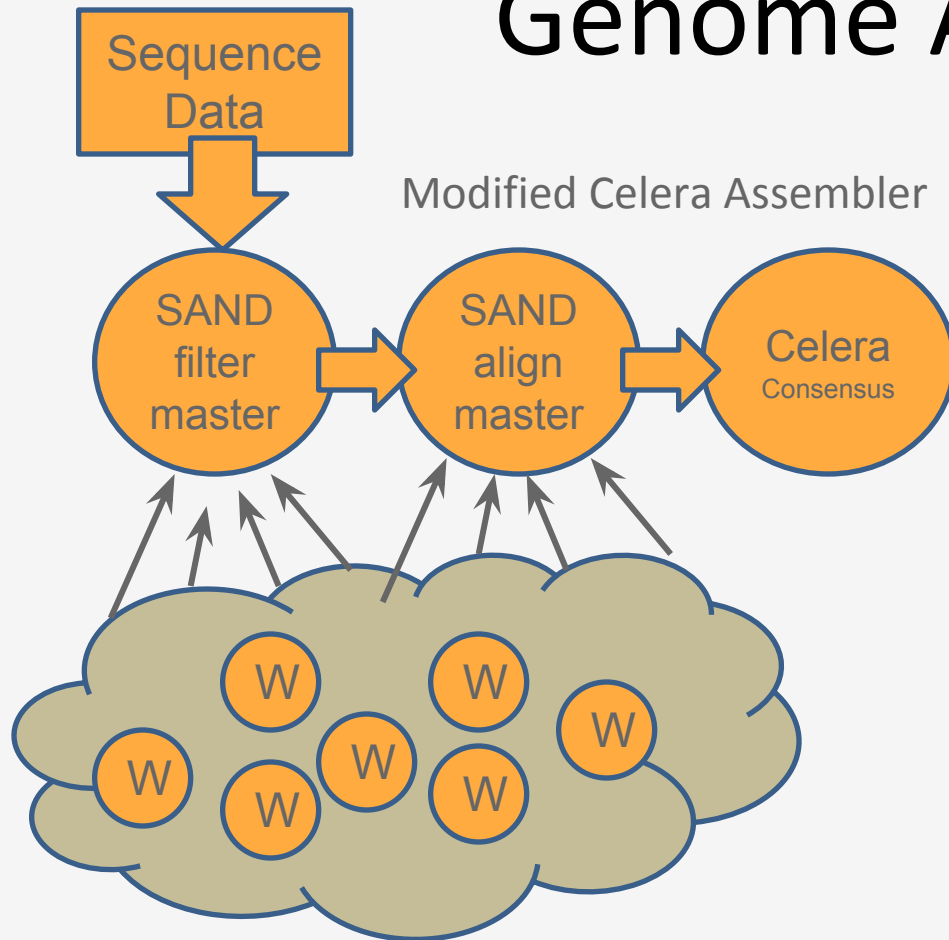 Genome A
Sequence
Data
Modified Celera Assembler
SAND
filter
master
SAND
align
master
Celera
Consensus
W
W
W
W
W
W
W